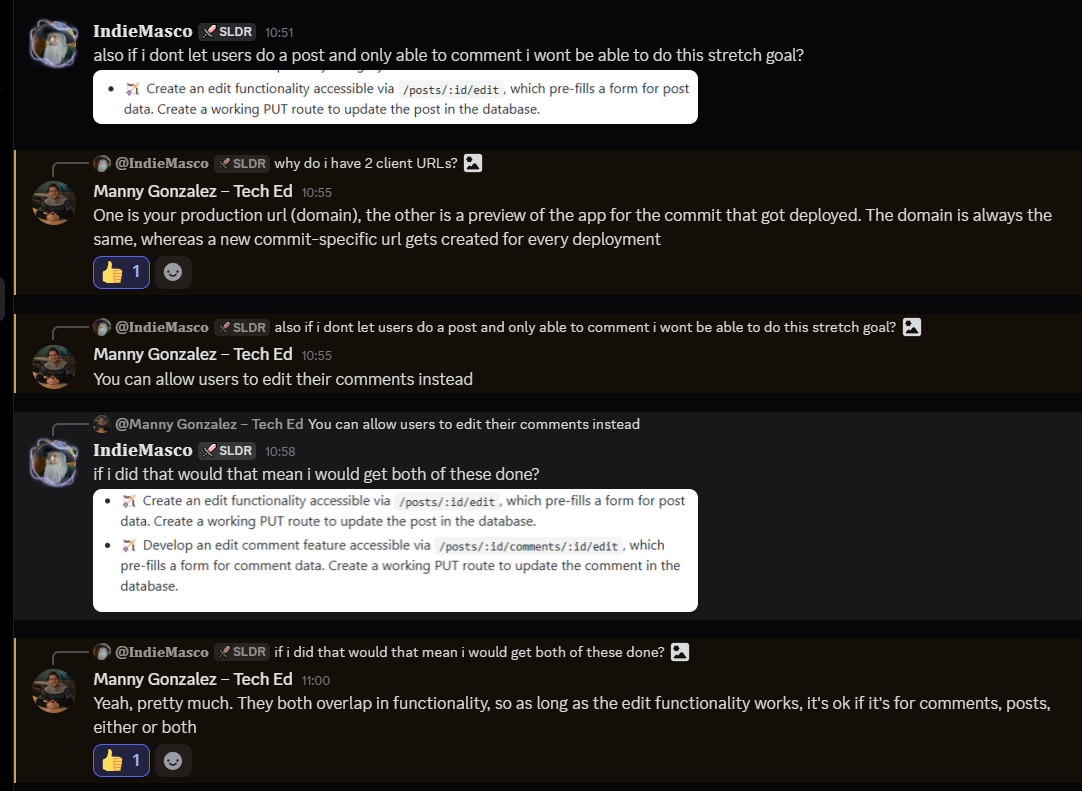 IndieMasco SLDR 10:51
also if i dont let users do a post and only able to comment i wont be able to do this stretch goal?
Create an edit functionality accessible via /posts/:id/edit, which pre-fills a form for post
data. Create a working PUT route to update the post in the database.
@IndieMasco SLDR why do i have 2 client URLs?
Manny Gonzalez – Tech Ed 10:55
One is your production url (domain), the other is a preview of the app for the commit that got deployed. The domain is always the
same, whereas a new commit-specific url gets created for every deployment
1
@IndieMasco SLDR also if i dont let users do a post and only able to comment i wont be able to do this stretch goal?
Manny Gonzalez – Tech Ed 10:55
You can allow users to edit their comments instead
@Manny Gonzalez – Tech Ed You can allow users to edit their comments instead
IndieMasco SLDR 10:58
if i did that would that mean i would get both of these done?
Create an edit functionality accessible via /posts/:id/edit, which pre-fills a form for post
data. Create a working PUT route to update the post in the database.
Develop an edit comment feature accessible via /posts/:id/comments/:id/edit, which
pre-fills a form for comment data. Create a working PUT route to update the comment in the
database.
@IndieMasco SLDR if i did that would that mean i would get both of these done?
Manny Gonzalez – Tech Ed 11:00
Yeah, pretty much. They both overlap in functionality, so as long as the edit functionality works, it's ok if it's for comments, posts,
either or both
1